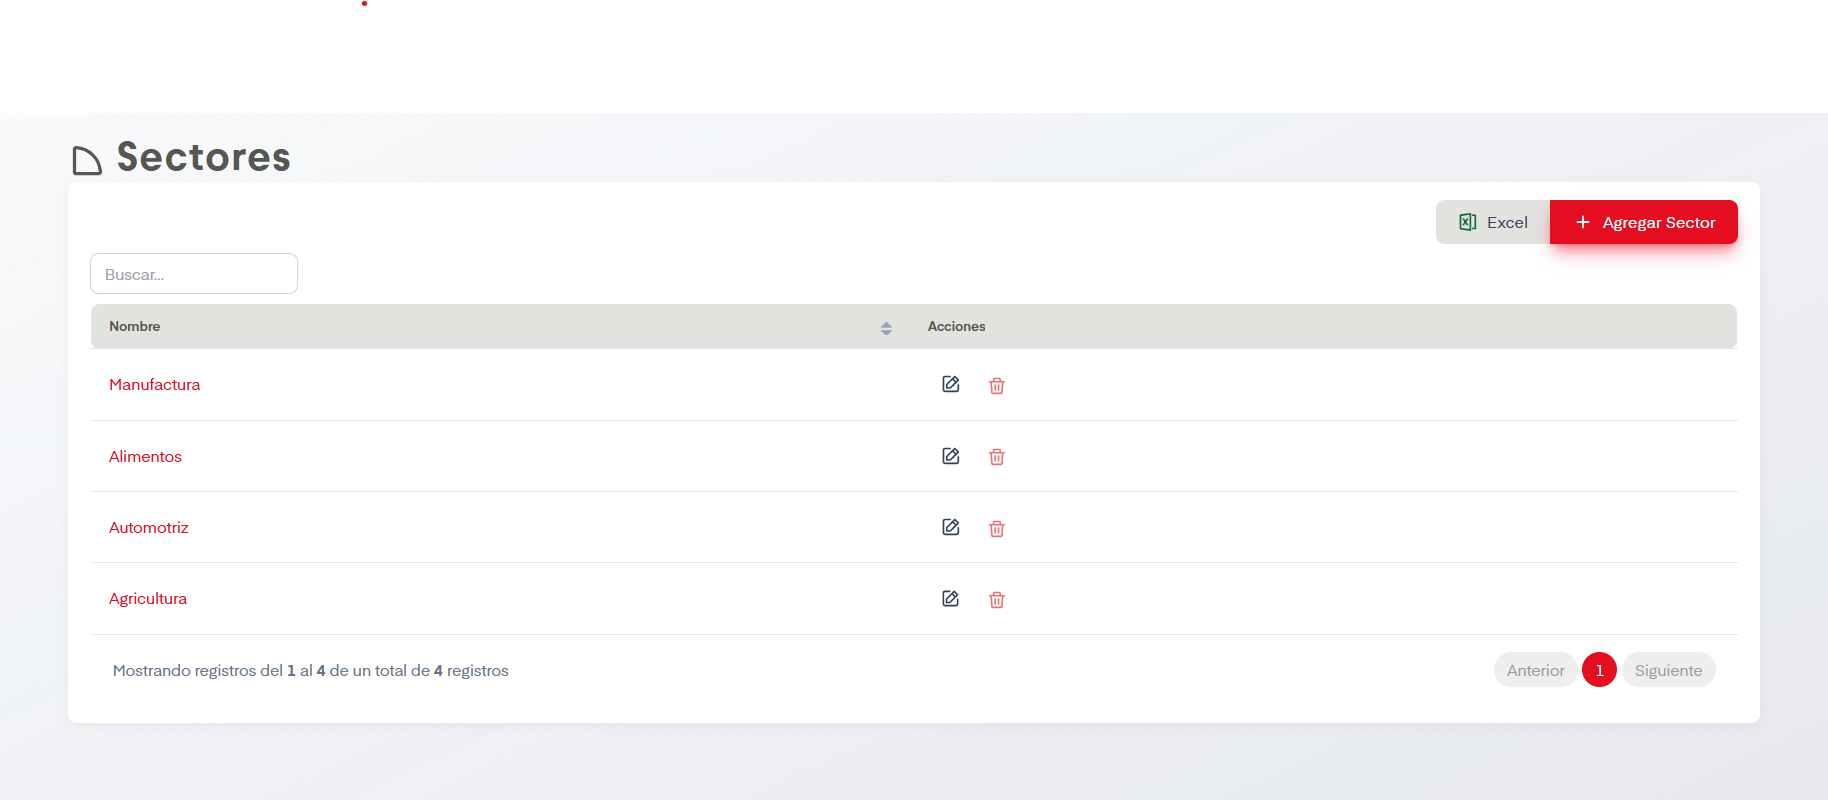 Sectores
Excel
Agregar Sector
Buscar...
Nombre Acciones
Manufactura
Alimentos
Automotriz
Agricultura
Mostrando registros del 1 al 4 de un total de 4 registros
Anterior 1 Siguiente